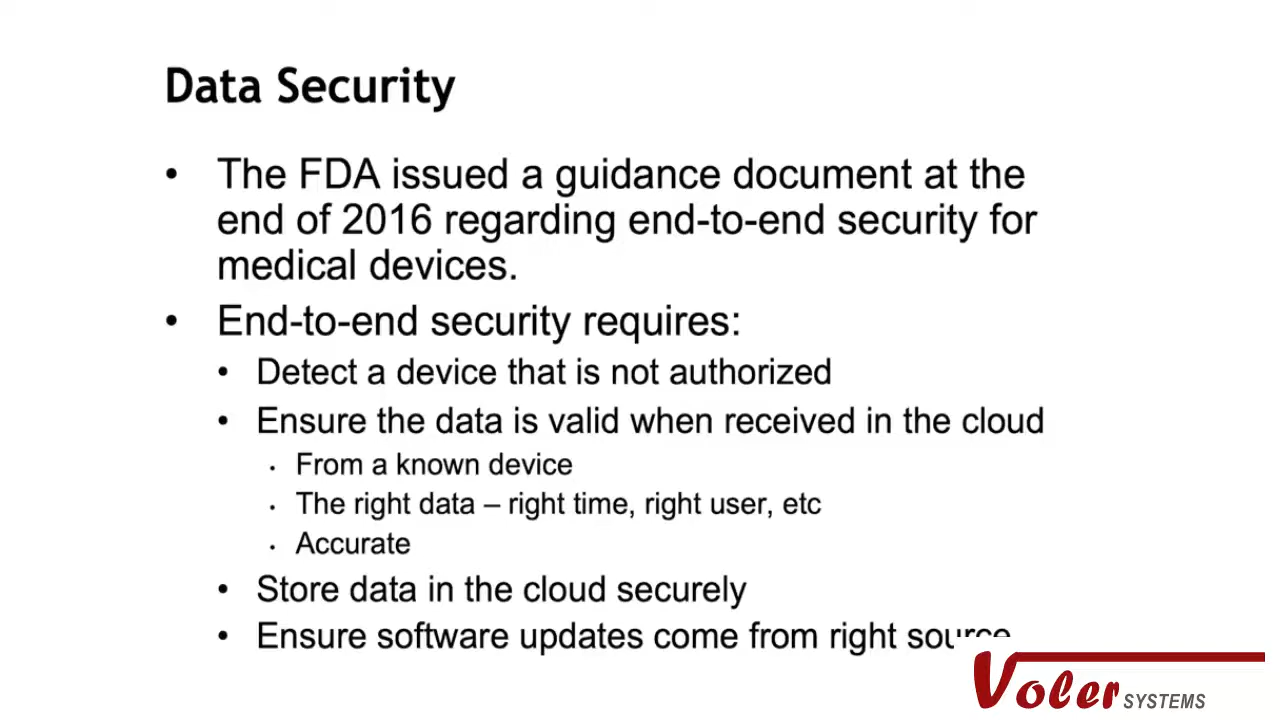 Data Security
• The FDA issued a guidance document at the
end of 2016 regarding end-to-end security for
medical devices.
• End-to-end security requires:
• Detect a device that is not authorized
• Ensure the data is valid when received in the cloud
• From a known device
• The right data – right time, right user, etc
• Accurate
• Store data in the cloud securely
• Ensure software updates come from right source
Voler SYSTEMS